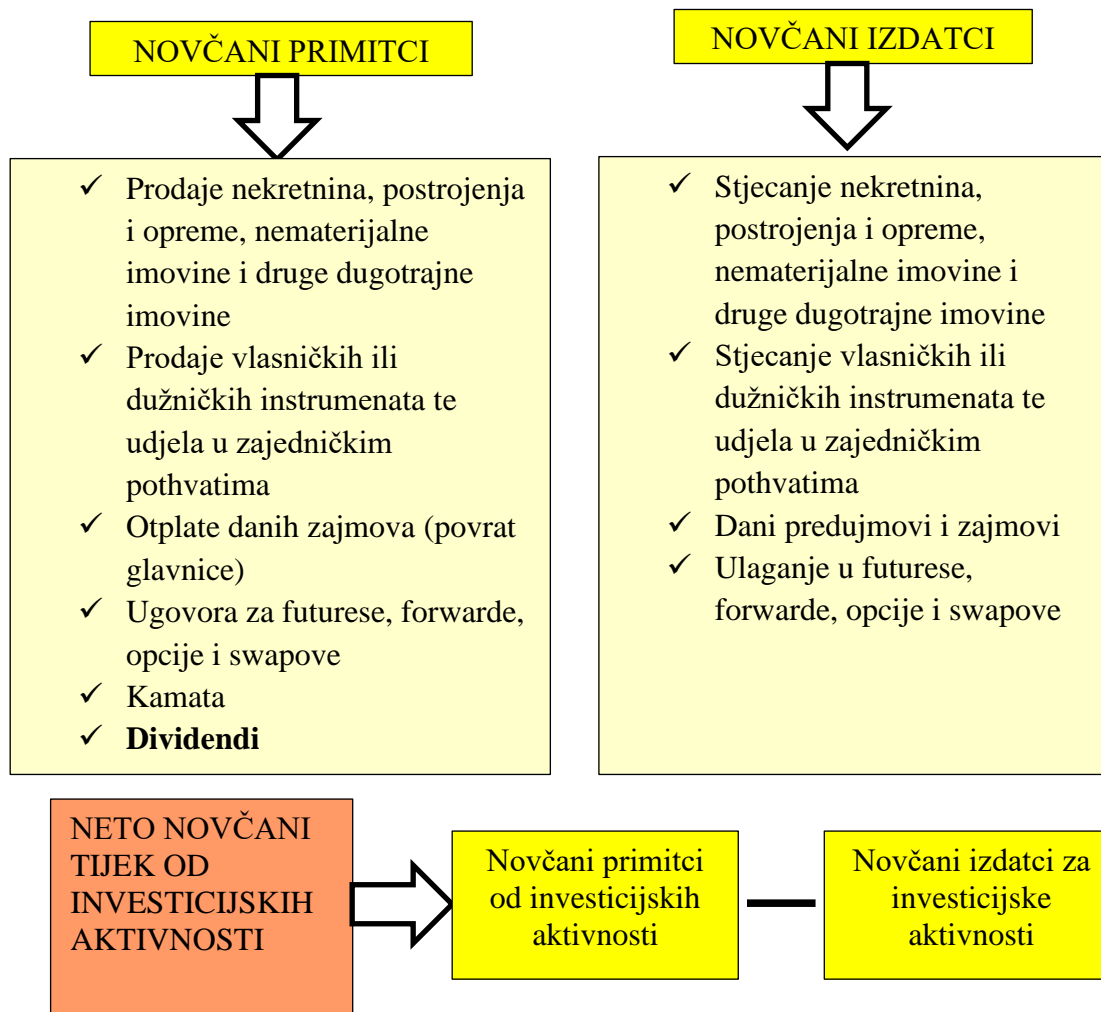 NOVČANI PRIMITCI
NOVČANI IZDATCI
✓ Prodaje nekretnina, postrojenja
i opreme, nematerijalne
imovine i druge dugotrajne
imovine
✓ Prodaje vlasničkih ili
dužničkih instrumenata te
udjela u zajedničkim
pothvatima
✓ Otplate danih zajmova (povrat
glavnice)
✓ Ugovora za futurese, forwarde,
opcije i swapove
✓ Kamata
✓ Dividendi
✓ Stjecanje nekretnina,
postrojenja i opreme,
nematerijalne imovine i
druge dugotrajne imovine
✓ Stjecanje vlasničkih ili
dužničkih instrumenata te
udjela u zajedničkim
pothvatima
✓ Dani predujmovi i zajmovi
✓ Ulaganje u futurese,
forwarde, opcije i swapove
NETO NOVČANI
TIJEK OD
INVESTICIJSKIH
AKTIVNOSTI
Novčani primitci
od investicijskih
aktivnosti
Novčani izdatci za
investicijske
aktivnosti